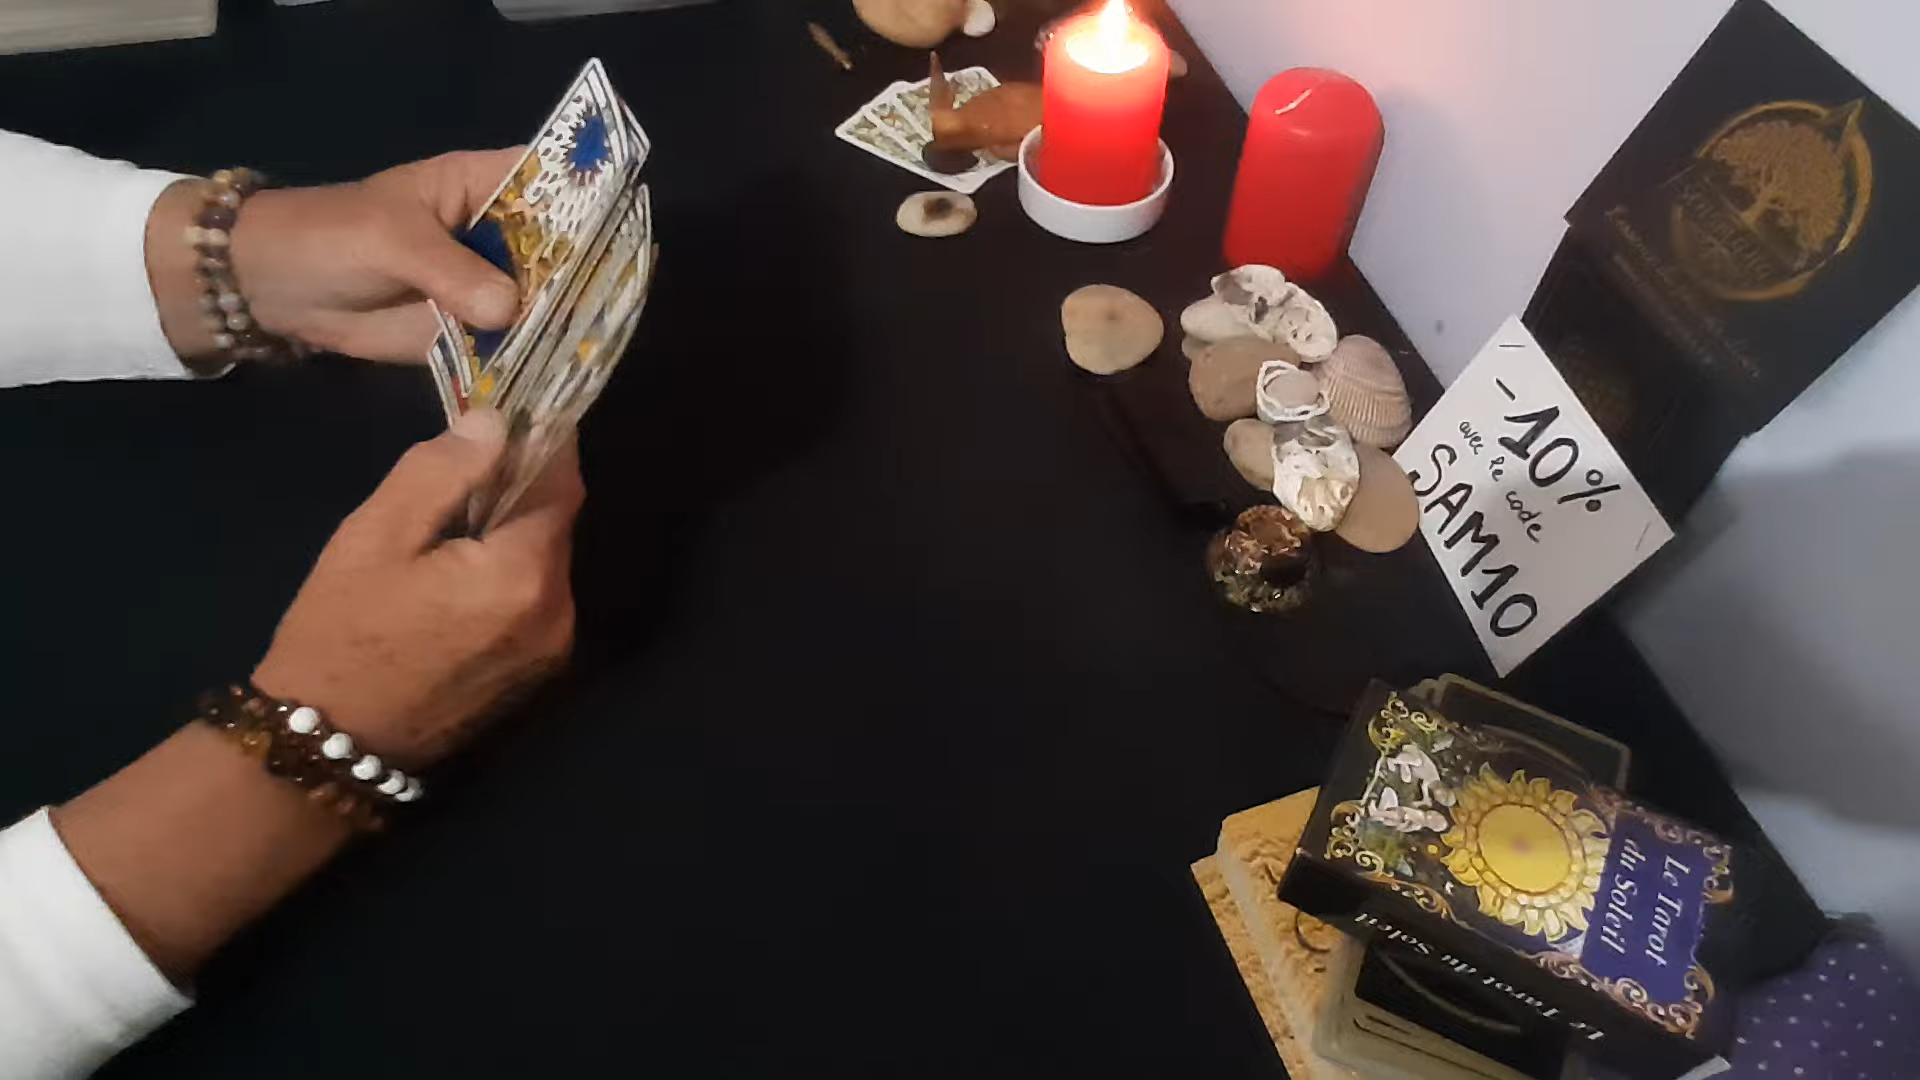 -10%
avec le code
SAM10
Le Tarot
du Soleil
Le Tarot du Soleil